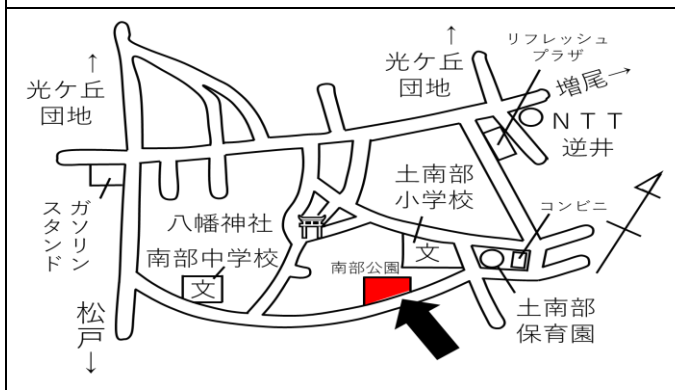 ↑
光ケ丘
団地
↑
光ケ丘
団地
リフレッシュ
プラザ
増尾→
ＮＴＴ
逆井
ガソリン
スタンド
八幡神社
南部中学校
文
土南部
小学校
文
コンビニ
南部公園
土南部
保育園
松戸
↓